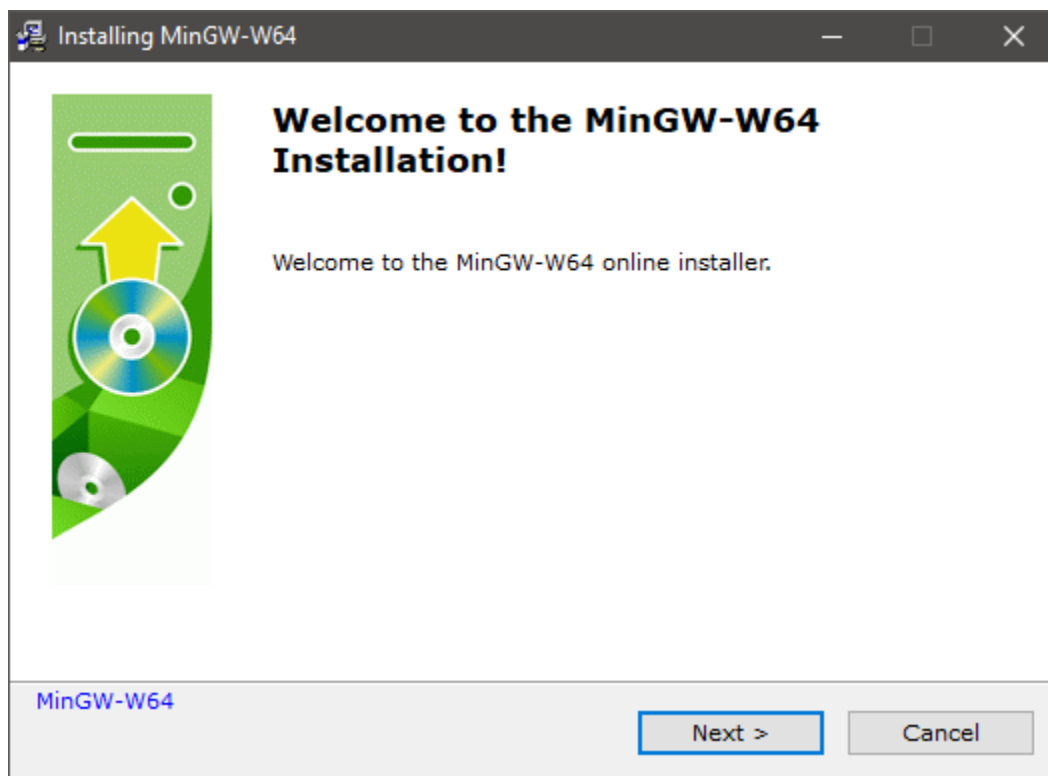 Installing MinGW-W64
Welcome to the MinGW-W64
Installation!
Welcome to the MinGW-W64 online installer.
MinGW-W64
Next >
Cancel